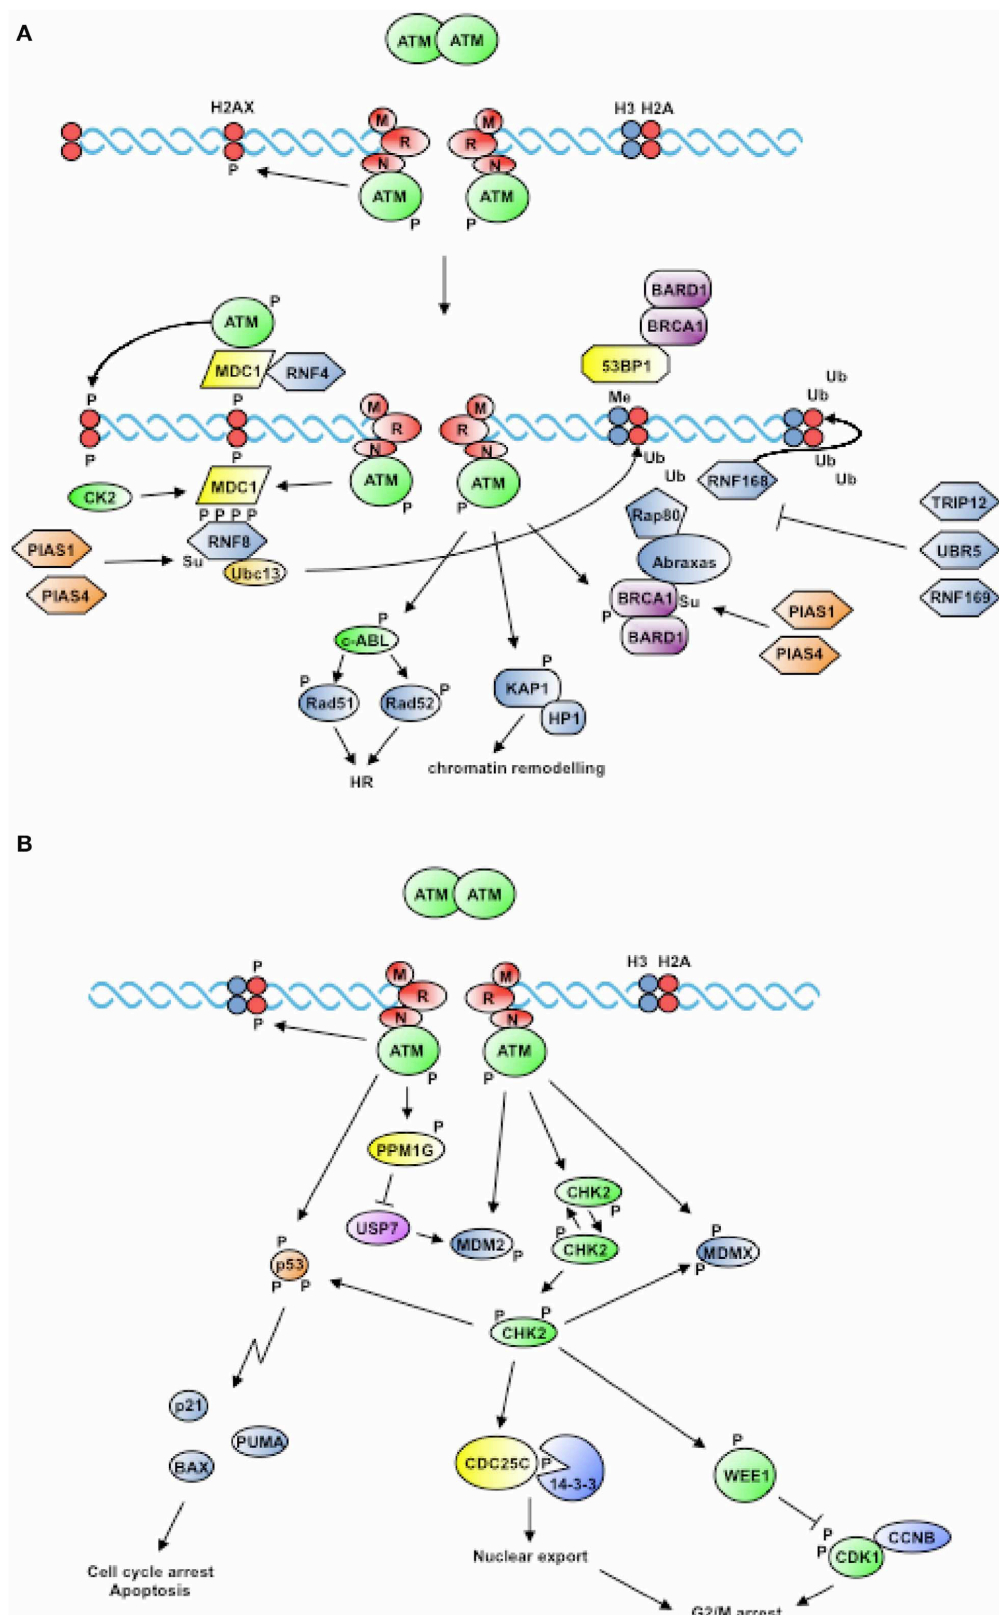 A
ATM ATM
H2AX
H3 H2A
M
R
N
M
R
N
P
ATM
ATM
P
P
BARD1
BRCA1
53BP1
P
ATM
MDC1
RNF4
P
P
M
R
N
M
R
N
Me
Ub
Ub
P
P
Ub
Ub
Ub
Ub
CK2
MDC1
ATM
ATM
P
P
RNF168
TRIP12
P P P P
Rap80
PIAS1
RNF8
UBR5
Su
Ubc13
Abraxas
PIAS4
BRCA1
Su
RNF169
P
PIAS1
BARD1
PIAS4
P
c-ABL
P
Rad51
Rad52
P
P
KAP1
HP1
HR
chromatin remodelling
B
ATM ATM
P
H3 H2A
M
R
N
M
R
N
P
ATM
ATM
P
P
P
PPM1G
CHK2
P
USP7
MDM2
P
P
CHK2
P
MDMX
P
P
p53
P P
P P
CHK2
p21
PUMA
BAX
CDC25C
P
14-3-3
P
WEE1
P
P
CDK1
CCNB
Nuclear export
Cell cycle arrest
Apoptosis
G2/M arrest